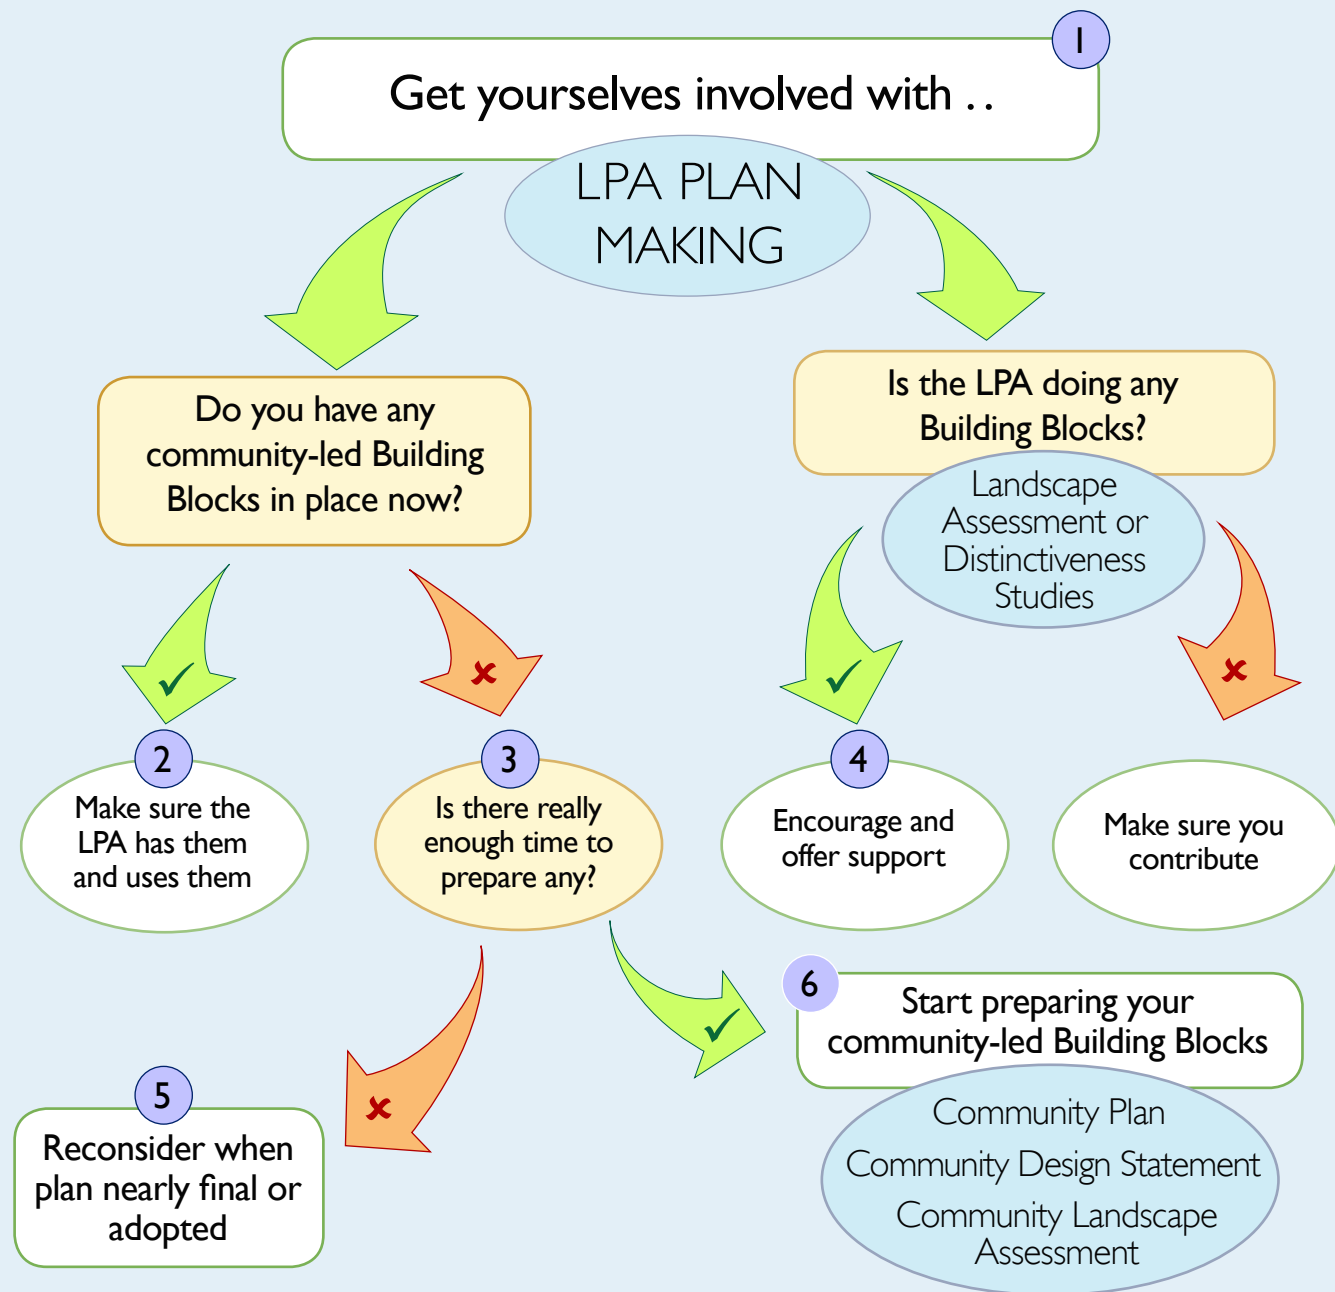 1
Get yourselves involved with . .
LPA PLAN
MAKING
Do you have any
community-led Building
Blocks in place now?
Is the LPA doing any
Building Blocks?
Landscape
Assessment or
Distinctiveness
Studies
✓
✘
✓
✘
2
Make sure the
LPA has them
and uses them
3
Is there really
enough time to
prepare any?
4
Encourage and
offer support
Make sure you
contribute
✘
✓
5
Reconsider when
plan nearly final or
adopted
6
Start preparing your
community-led Building Blocks
Community Plan
Community Design Statement
Community Landscape
Assessment